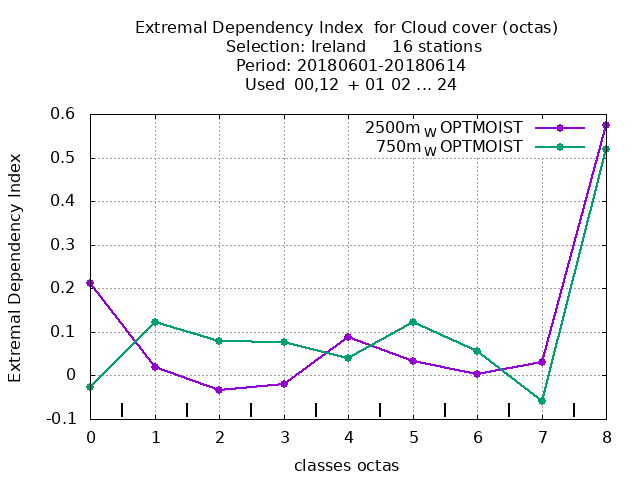 Extremal Dependency Index  for Cloud cover (octas)
Selection: Ireland     16 stations
Period: 20180601-20180614
Used  00,12  + 01 02 ... 24
2500m W OPTMOIST
750m W OPTMOIST
0.6
0.5
0.4
0.3
0.2
0.1
0
-0.1
Extremal Dependency Index
0 1 2 3 4 5 6 7 8
classes octas